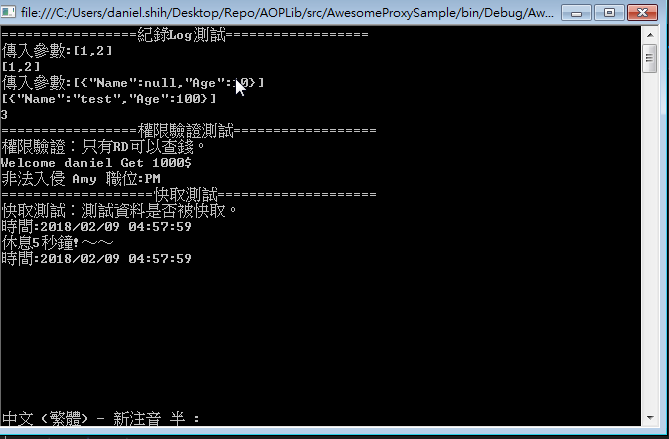 file:///C:/Users/daniel.shih/Desktop/Repo/AOPLib/src/AwesomeProxySample/bin/Debug/Aw...
=================紀錄Log測試=================
傳入參數:[1,2]
[1,2]
傳入參數:[{"Name":null,"Age":10}]
[{"Name":"test","Age":100}]
3
=================權限驗證測試=================
權限驗證：只有RD可以查錢。
Welcome daniel Get 1000$
非法入侵 Amy 職位:PM
===================快取測試===================
快取測試：測試資料是否被快取。
時間:2018/02/09 04:57:59
休息5秒鐘!～～
時間:2018/02/09 04:57:59
中文 (繁體) - 新注音 半 :